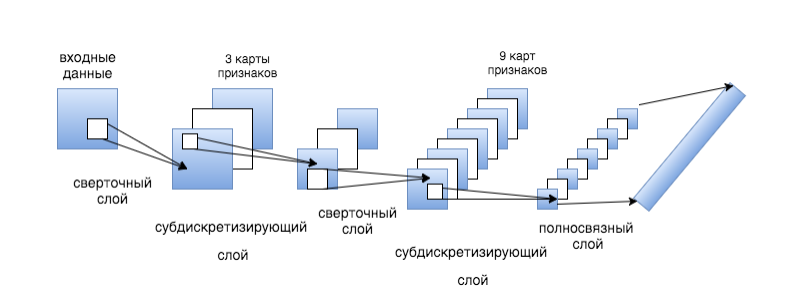 входные
данные
3 карты
признаков
9 карт
признаков
сверточный
слой
субдискретизирующий
слой
сверточный
слой
субдискретизирующий
слой
полносвязный
слой